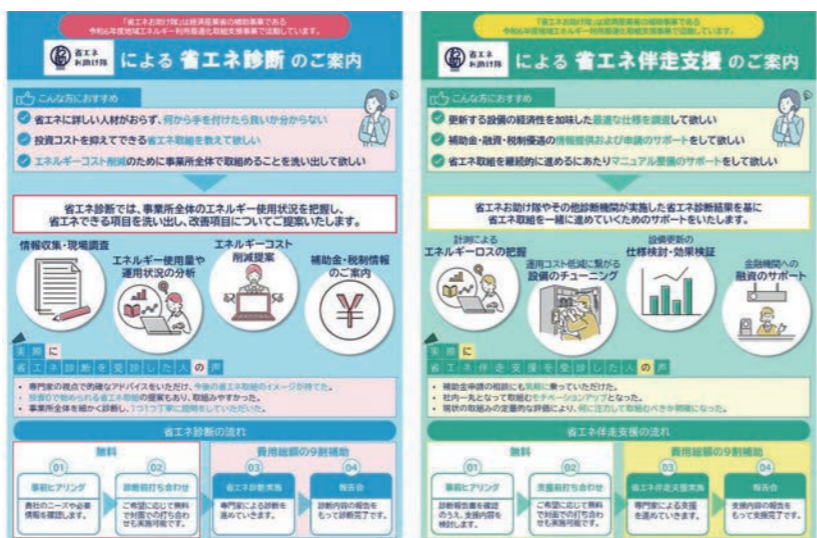 「省エネお助け隊」は経済産業省の補助事業である
令和6年度地域エネルギー利用最適化取組支援事業で活動しています。
省エネ
お助け隊
による 省エネ診断 のご案内
こんな方におすすめ
省エネに詳しい人材がおらず、何から手を付けたら良いか分からない
投資コストを抑えてできる省エネ取組を教えて欲しい
エネルギーコスト削減のために事業所全体で取組めることを洗い出して欲しい
省エネ診断では、事業所全体のエネルギー使用状況を把握し、
省エネできる項目を洗い出し、改善項目についてご提案いたします。
情報収集・現場調査
エネルギー使用量や
運用状況の分析
エネルギーコスト
削減提案
補助金・税制情報
のご案内
実際に
省エネ診断を受診した人の声
・ 専門家の視点で的確なアドバイスをいただけ、今後の省エネ取組のイメージが持てた。
・ 投資0で始められる省エネ取組の提案もあり、取組みやすかった。
・ 事業所全体を細かく診断し、1つ1つ丁寧に説明をしていただいた。
省エネ診断の流れ
無料
費用総額の9割補助
01
事前ヒアリング
貴社のニーズや必要
情報を確認します。
02
診断前打ち合わせ
ご希望に応じて無料
で対面での打ち合わ
せも実施可能です。
03
省エネ診断実施
専門家による診断を
進めていきます。
04
報告会
診断内容の報告を
もって診断完了です。
「省エネお助け隊」は経済産業省の補助事業である
令和6年度地域エネルギー利用最適化取組支援事業で活動しています。
省エネ
お助け隊
による 省エネ伴走支援 のご案内
こんな方におすすめ
更新する設備の経済性を加味した最適な仕様を調査して欲しい
補助金・融資・税制優遇の情報提供および申請のサポートをして欲しい
省エネ取組を継続的に進めるにあたりマニュアル整備のサポートをして欲しい
省エネお助け隊やその他診断機関が実施した省エネ診断結果を基に
省エネ取組を一緒に進めていくためのサポートをいたします。
計測による
エネルギーロスの把握
運用コスト低減に繋がる
設備のチューニング
設備更新の
仕様検討・効果検証
金融機関への
融資のサポート
実際に
省エネ伴走支援を受診した人の声
・ 補助金申請の相談にも気軽に乗っていただけた。
・ 社内一丸となって取組むモチベーションアップとなった。
・ 現状の取組みの定量的な評価により、何に注力して取組むべきか明確になった。
省エネ伴走支援の流れ
無料
費用総額の9割補助
01
事前ヒアリング
診断報告書を確認
のうえ、支援内容を
検討します。
02
支援前打ち合わせ
ご希望に応じて無料
で対面での打ち合わ
せも実施可能です。
03
省エネ伴走支援実施
専門家による支援
を進めていきます。
04
報告会
支援内容の報告を
もって支援完了です。